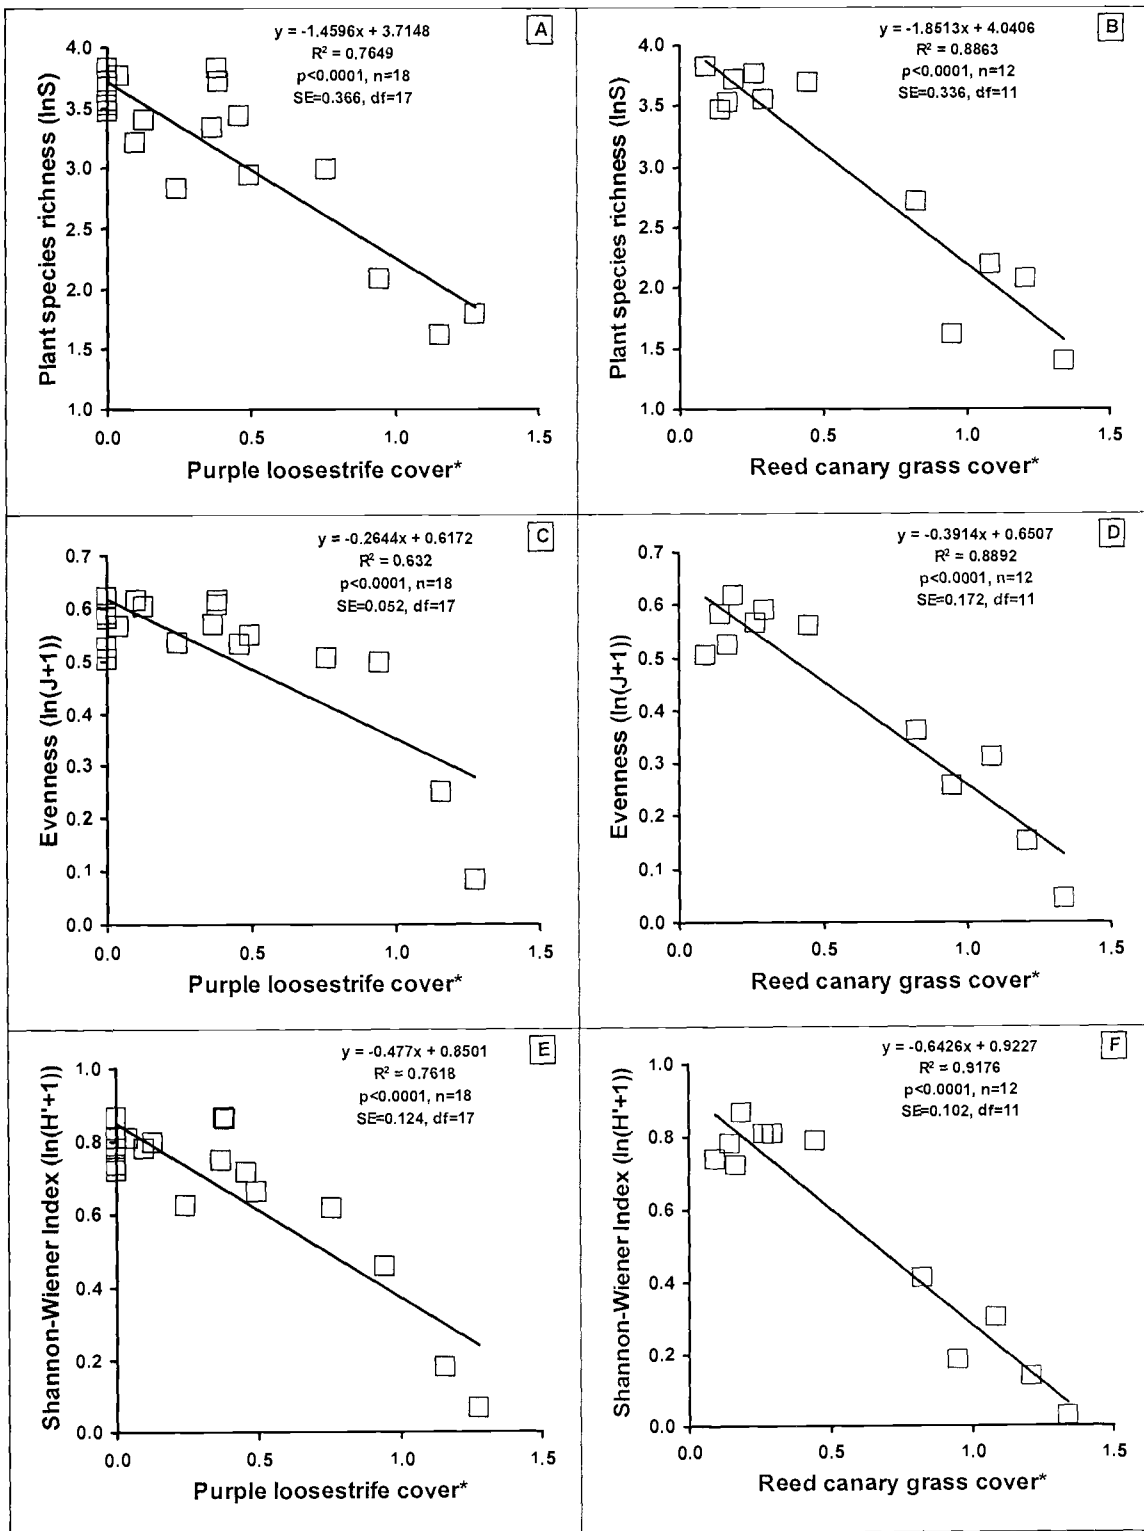 y = -1.4596x + 3.7148
R² = 0.7649
p<0.0001, n=18
SE=0.366, df=17
A
Plant species richness (lnS)
4.0
3.5
3.0
2.5
2.0
1.5
1.0
0.0 0.5 1.0 1.5
Purple loosestrife cover*
y = -1.8513x + 4.0406
R² = 0.8863
p<0.0001, n=12
SE=0.336, df=11
B
Plant species richness (lnS)
4.0
3.5
3.0
2.5
2.0
1.5
1.0
0.0 0.5 1.0 1.5
Reed canary grass cover*
y = -0.2644x + 0.6172
R² = 0.632
p<0.0001, n=18
SE=0.052, df=17
C
Evenness (ln(J+1))
0.7
0.6
0.5
0.4
0.3
0.2
0.1
0.0
0.0 0.5 1.0 1.5
Purple loosestrife cover*
y = -0.3914x + 0.6507
R² = 0.8892
p<0.0001, n=12
SE=0.172, df=11
D
Evenness (ln(J+1))
0.7
0.6
0.5
0.4
0.3
0.2
0.1
0.0
0.0 0.5 1.0 1.5
Reed canary grass cover*
y = -0.477x + 0.8501
R² = 0.7618
p<0.0001, n=18
SE=0.124, df=17
E
Shannon-Wiener Index (ln(H'+1))
1.0
0.8
0.6
0.4
0.2
0.0
0.0 0.5 1.0 1.5
Purple loosestrife cover*
y = -0.6426x + 0.9227
R² = 0.9176
p<0.0001, n=12
SE=0.102, df=11
F
Shannon-Wiener Index (ln(H'+1))
1.0
0.8
0.6
0.4
0.2
0.0
0.0 0.5 1.0 1.5
Reed canary grass cover*